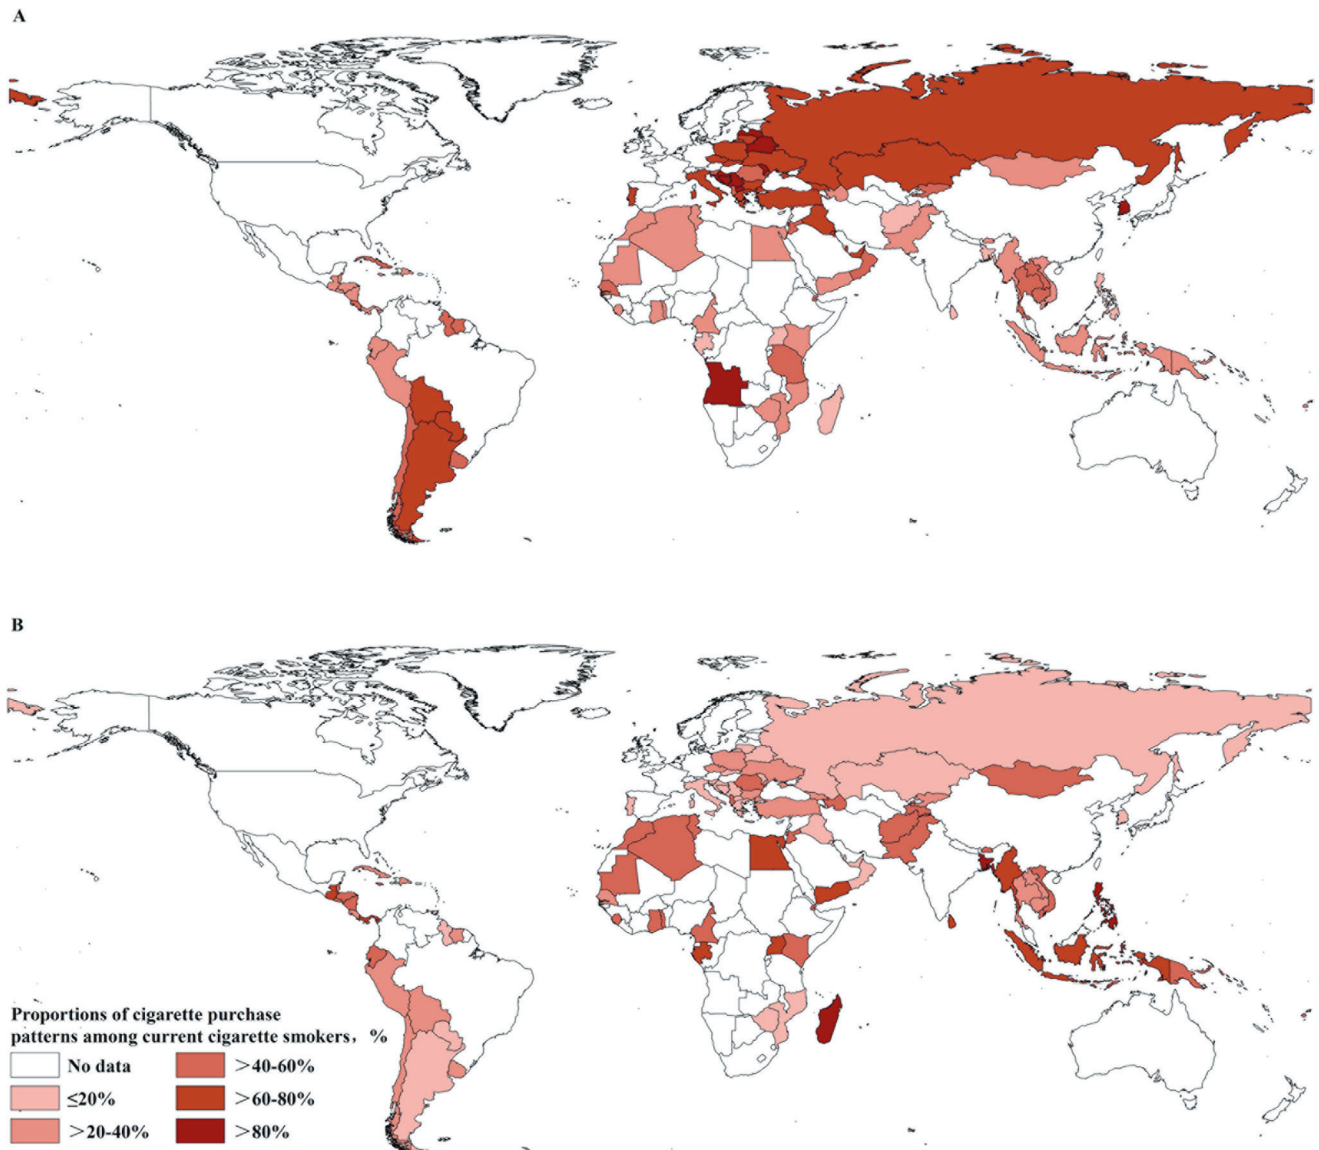 A
B
Proportions of cigarette purchase
patterns among current cigarette smokers, %
No data
>40-60%
≤20%
>60-80%
>20-40%
>80%